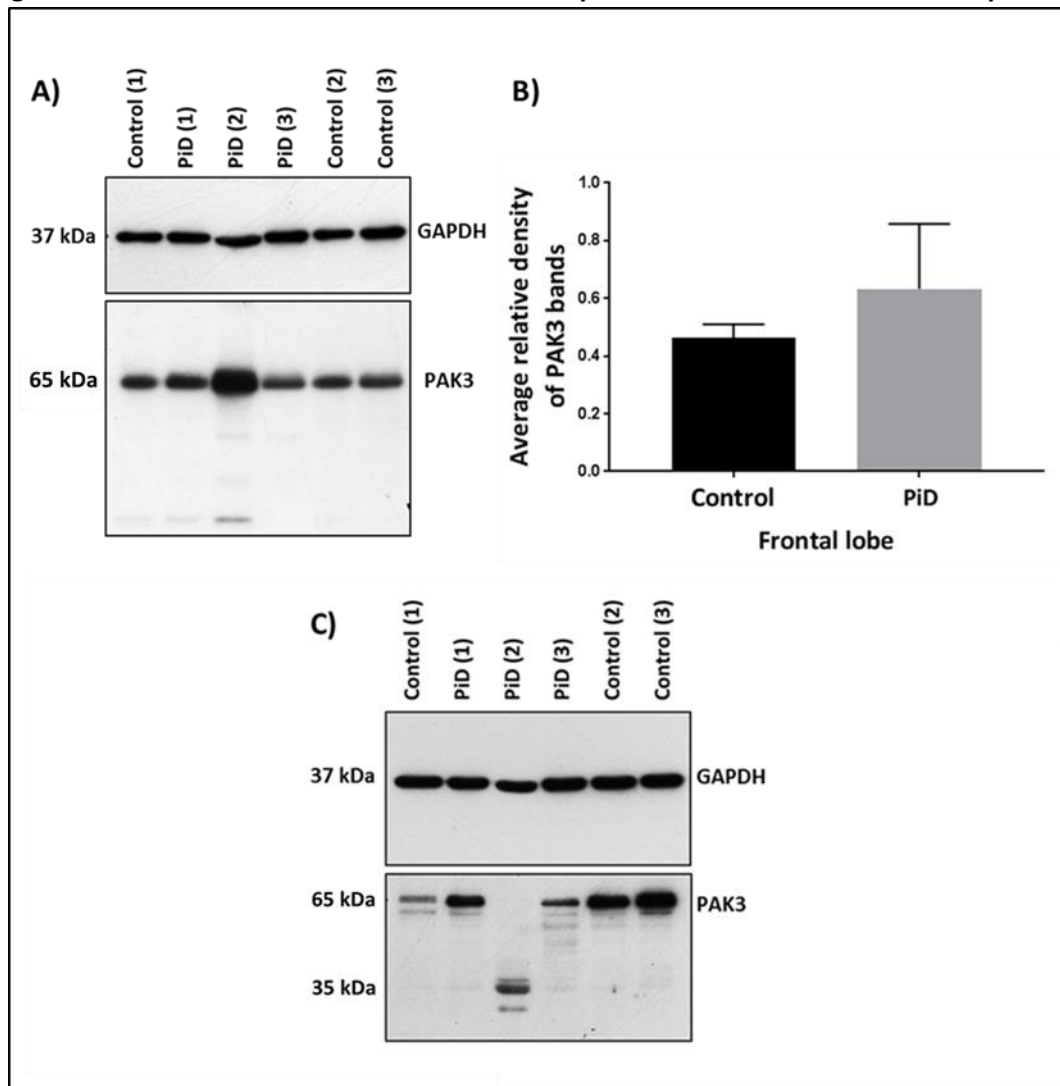 A)
Control (1)
PiD (1)
PiD (2)
PiD (3)
Control (2)
Control (3)
37 kDa
GAPDH
65 kDa
PAK3
B)
Average relative density
of PAK3 bands
1.0
0.8
0.6
0.4
0.2
0.0
Control
PiD
Frontal lobe
C)
Control (1)
PiD (1)
PiD (2)
PiD (3)
Control (2)
Control (3)
37 kDa
GAPDH
65 kDa
PAK3
35 kDa